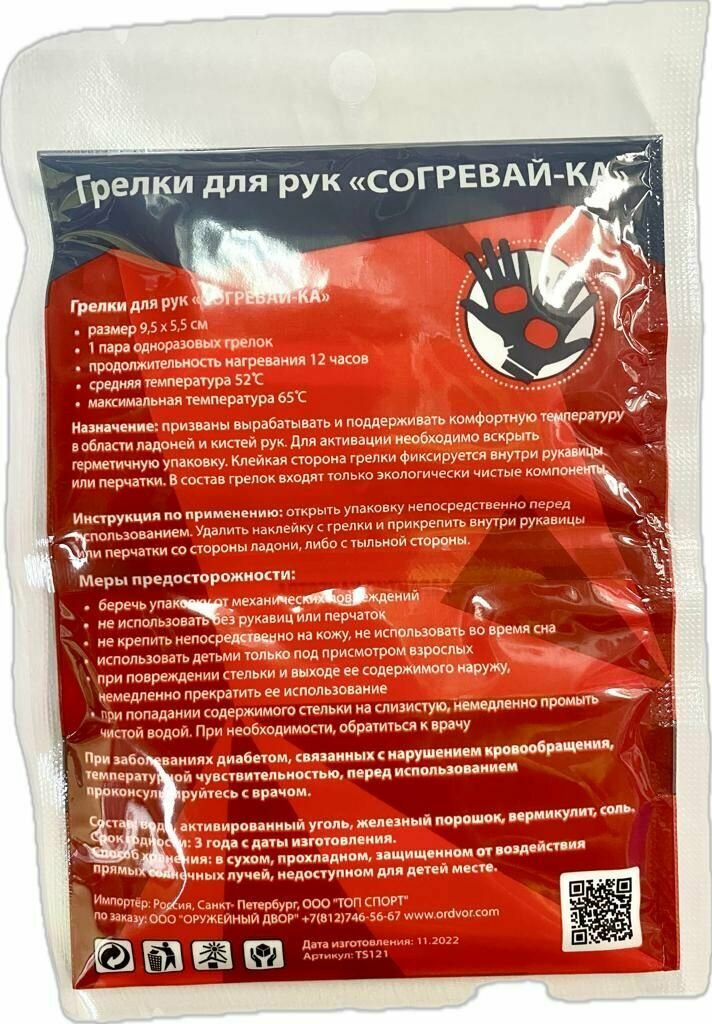 Грелки для рук «СОГРЕВАЙ-КА»
Грелки для рук «СОГРЕВАЙ-КА»
• размер 9,5 х 5,5 см
• 1 пара одноразовых грелок
• продолжительность нагревания 12 часов
• средняя температура 52℃
• максимальная температура 65℃
Назначение: призваны вырабатывать и поддерживать комфортную температуру
в области ладоней и кистей рук. Для активации необходимо вскрыть
герметичную упаковку. Клейкая сторона грелки фиксируется внутри рукавицы
или перчатки. В состав грелок входят только экологически чистые компоненты.
Инструкция по применению: открыть упаковку непосредственно перед
использованием. Удалить наклейку с грелки и прикрепить внутри рукавицы
или перчатки со стороны ладони, либо с тыльной стороны.
Меры предосторожности:
• беречь упаковку от механических повреждений
• не использовать без рукавиц или перчаток
• не крепить непосредственно на кожу, не использовать во время сна
• использовать детьми только под присмотром взрослых
• при повреждении стельки и выходе ее содержимого наружу,
немедленно прекратить ее использование
• при попадании содержимого стельки на слизистую, немедленно промыть
чистой водой. При необходимости, обратиться к врачу
При заболеваниях диабетом, связанных с нарушением кровообращения,
температурной чувствительностью, перед использованием
проконсультируйтесь с врачом.
Состав: вода, активированный уголь, железный порошок, вермикулит, соль.
Срок годности: 3 года с даты изготовления.
Способ хранения: в сухом, прохладном, защищенном от воздействия
прямых солнечных лучей, недоступном для детей месте.
Импортёр: Россия, Санкт- Петербург, ООО "ТОП СПОРТ"
по заказу: ООО "ОРУЖЕЙНЫЙ ДВОР" +7(812)746-56-67 www.ordvor.com
Дата изготовления: 11.2022
Артикул: TS121